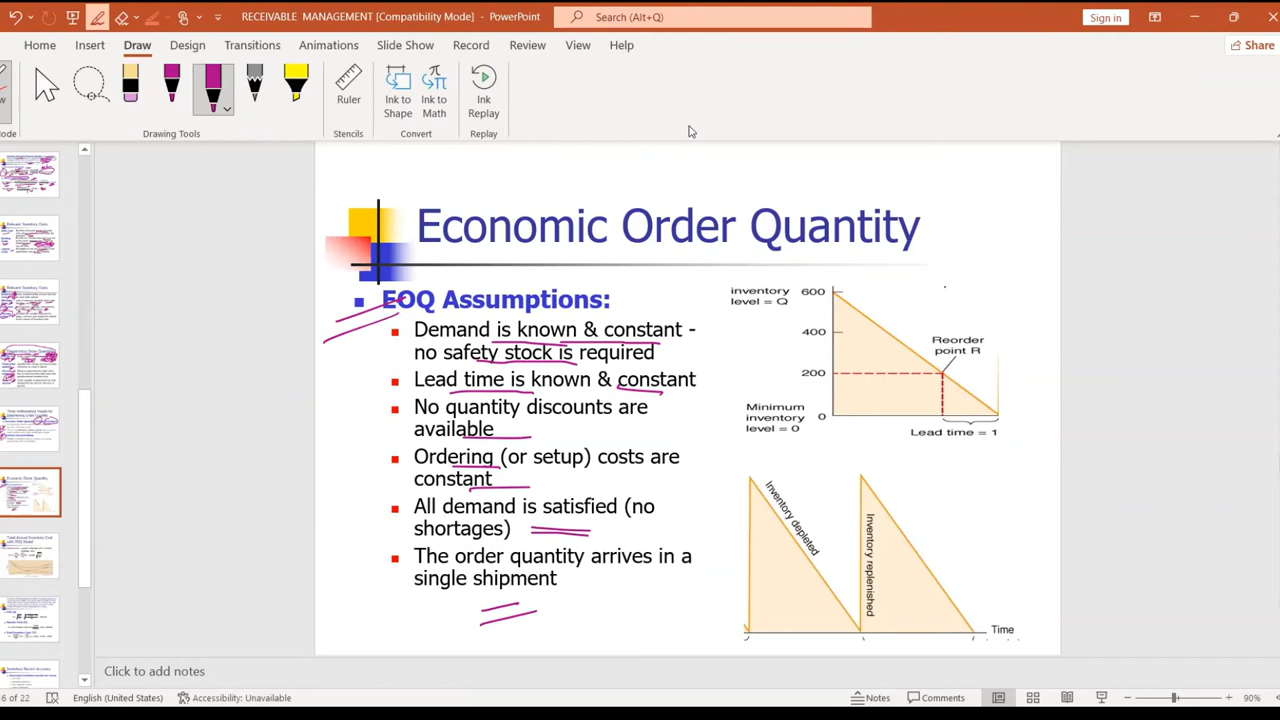 RECEIVABLE MANAGEMENT [Compatibility Mode] - PowerPoint
Search (Alt+Q)
Sign in
Home Insert Draw Design Transitions Animations Slide Show Record Review View Help
Share
Ruler
Ink to Shape
Ink to Math
Ink Replay
Drawing Tools
Stencils
Convert
Replay
Economic Order Quantity
EOQ Assumptions:
Demand is known & constant -
no safety stock is required
Lead time is known & constant
No quantity discounts are
available
Ordering (or setup) costs are
constant
All demand is satisfied (no
shortages)
The order quantity arrives in a
single shipment
inventory
level = Q
600
400
200
0
Reorder
point R
Minimum
inventory
level = 0
Lead time = 1
Inventory depleted
Inventory replenished
Time
Click to add notes
6 of 22
English (United States)
Accessibility: Unavailable
Notes
Comments
90%